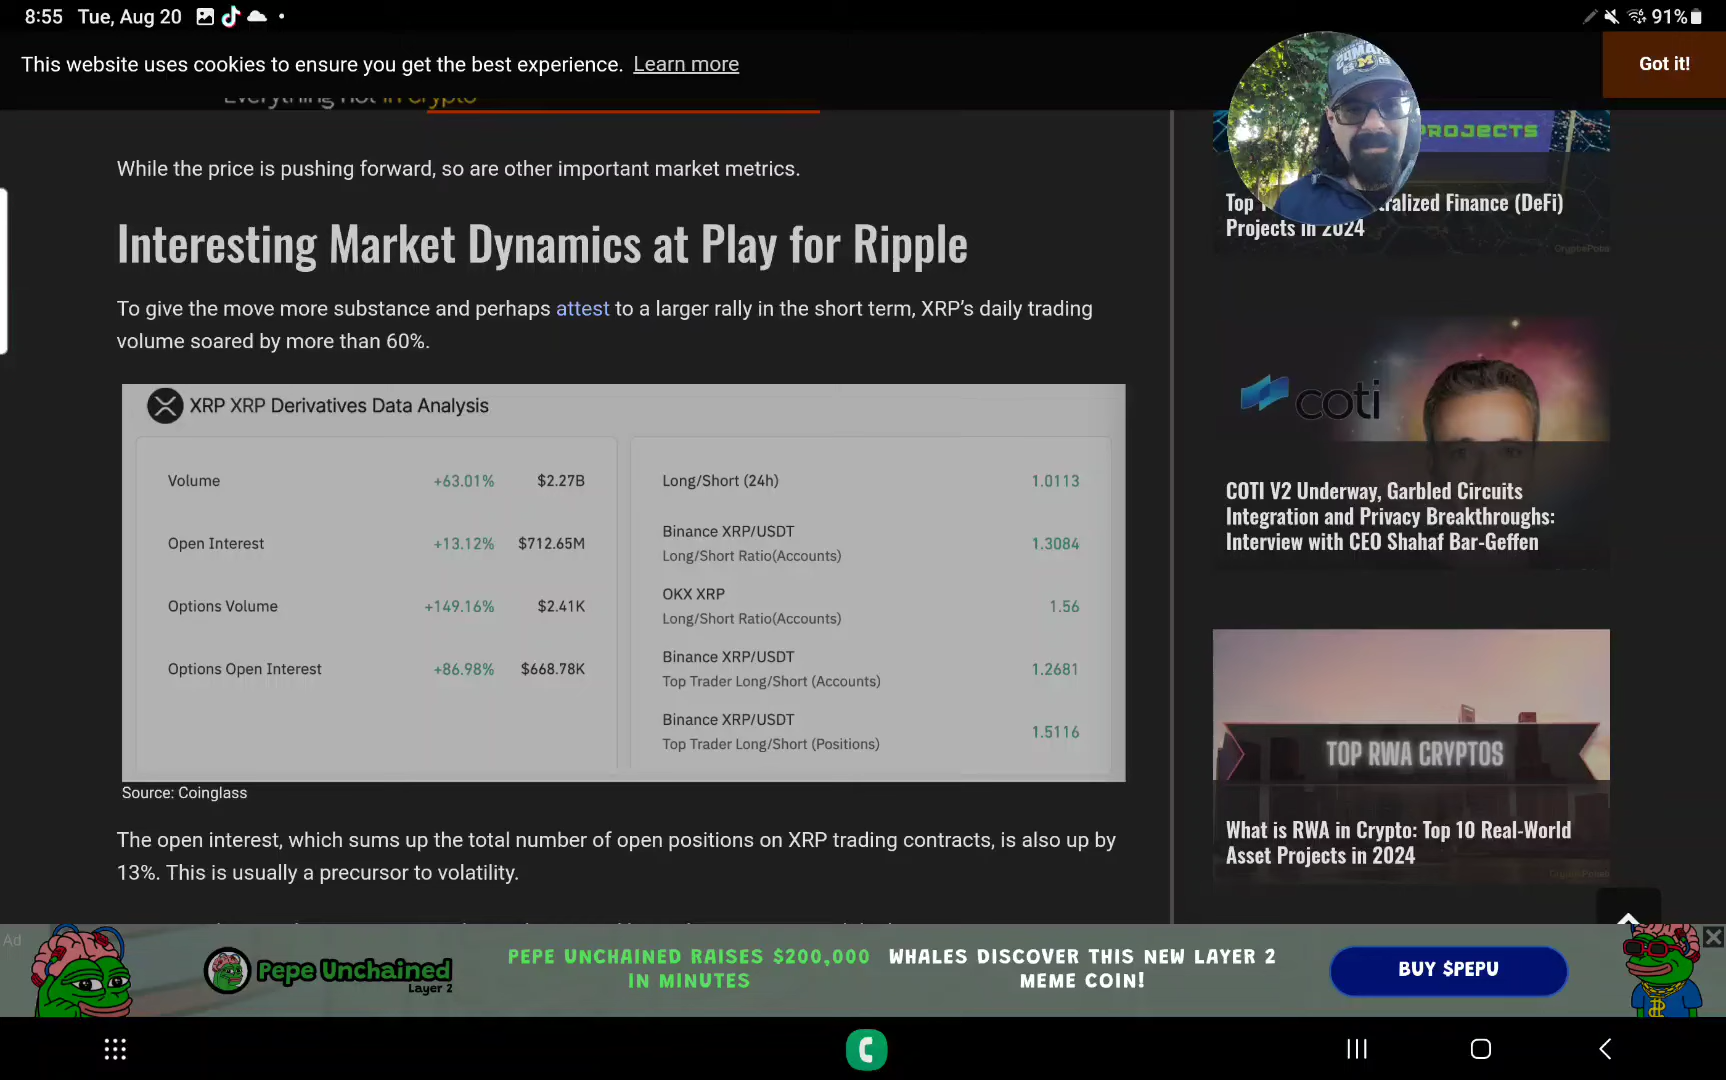 8:55 Tue, Aug 20
91%
This website uses cookies to ensure you get the best experience. Learn more
Got it!
Everything not in crypto
While the price is pushing forward, so are other important market metrics.
Interesting Market Dynamics at Play for Ripple
To give the move more substance and perhaps attest to a larger rally in the short term, XRP's daily trading
volume soared by more than 60%.
XRP XRP Derivatives Data Analysis
Volume +63.01% $2.27B
Open Interest +13.12% $712.65M
Options Volume +149.16% $2.41K
Options Open Interest +86.98% $668.78K
Long/Short (24h) 1.0113
Binance XRP/USDT
Long/Short Ratio(Accounts) 1.3084
OKX XRP
Long/Short Ratio(Accounts) 1.56
Binance XRP/USDT
Top Trader Long/Short (Accounts) 1.2681
Binance XRP/USDT
Top Trader Long/Short (Positions) 1.5116
Source: Coinglass
The open interest, which sums up the total number of open positions on XRP trading contracts, is also up by
13%. This is usually a precursor to volatility.
PROJECTS
Top Finance (DeFi)
Projects in 2024
CryptoPotato
coti
COTI V2 Underway, Garbled Circuits
Integration and Privacy Breakthroughs:
Interview with CEO Shahaf Bar-Geffen
TOP RWA CRYPTOS
What is RWA in Crypto: Top 10 Real-World
Asset Projects in 2024
CryptoPotato
Ad
Pepe Unchained
Layer 2
PEPE UNCHAINED RAISES $200,000
IN MINUTES
WHALES DISCOVER THIS NEW LAYER 2
MEME COIN!
BUY $PEPU